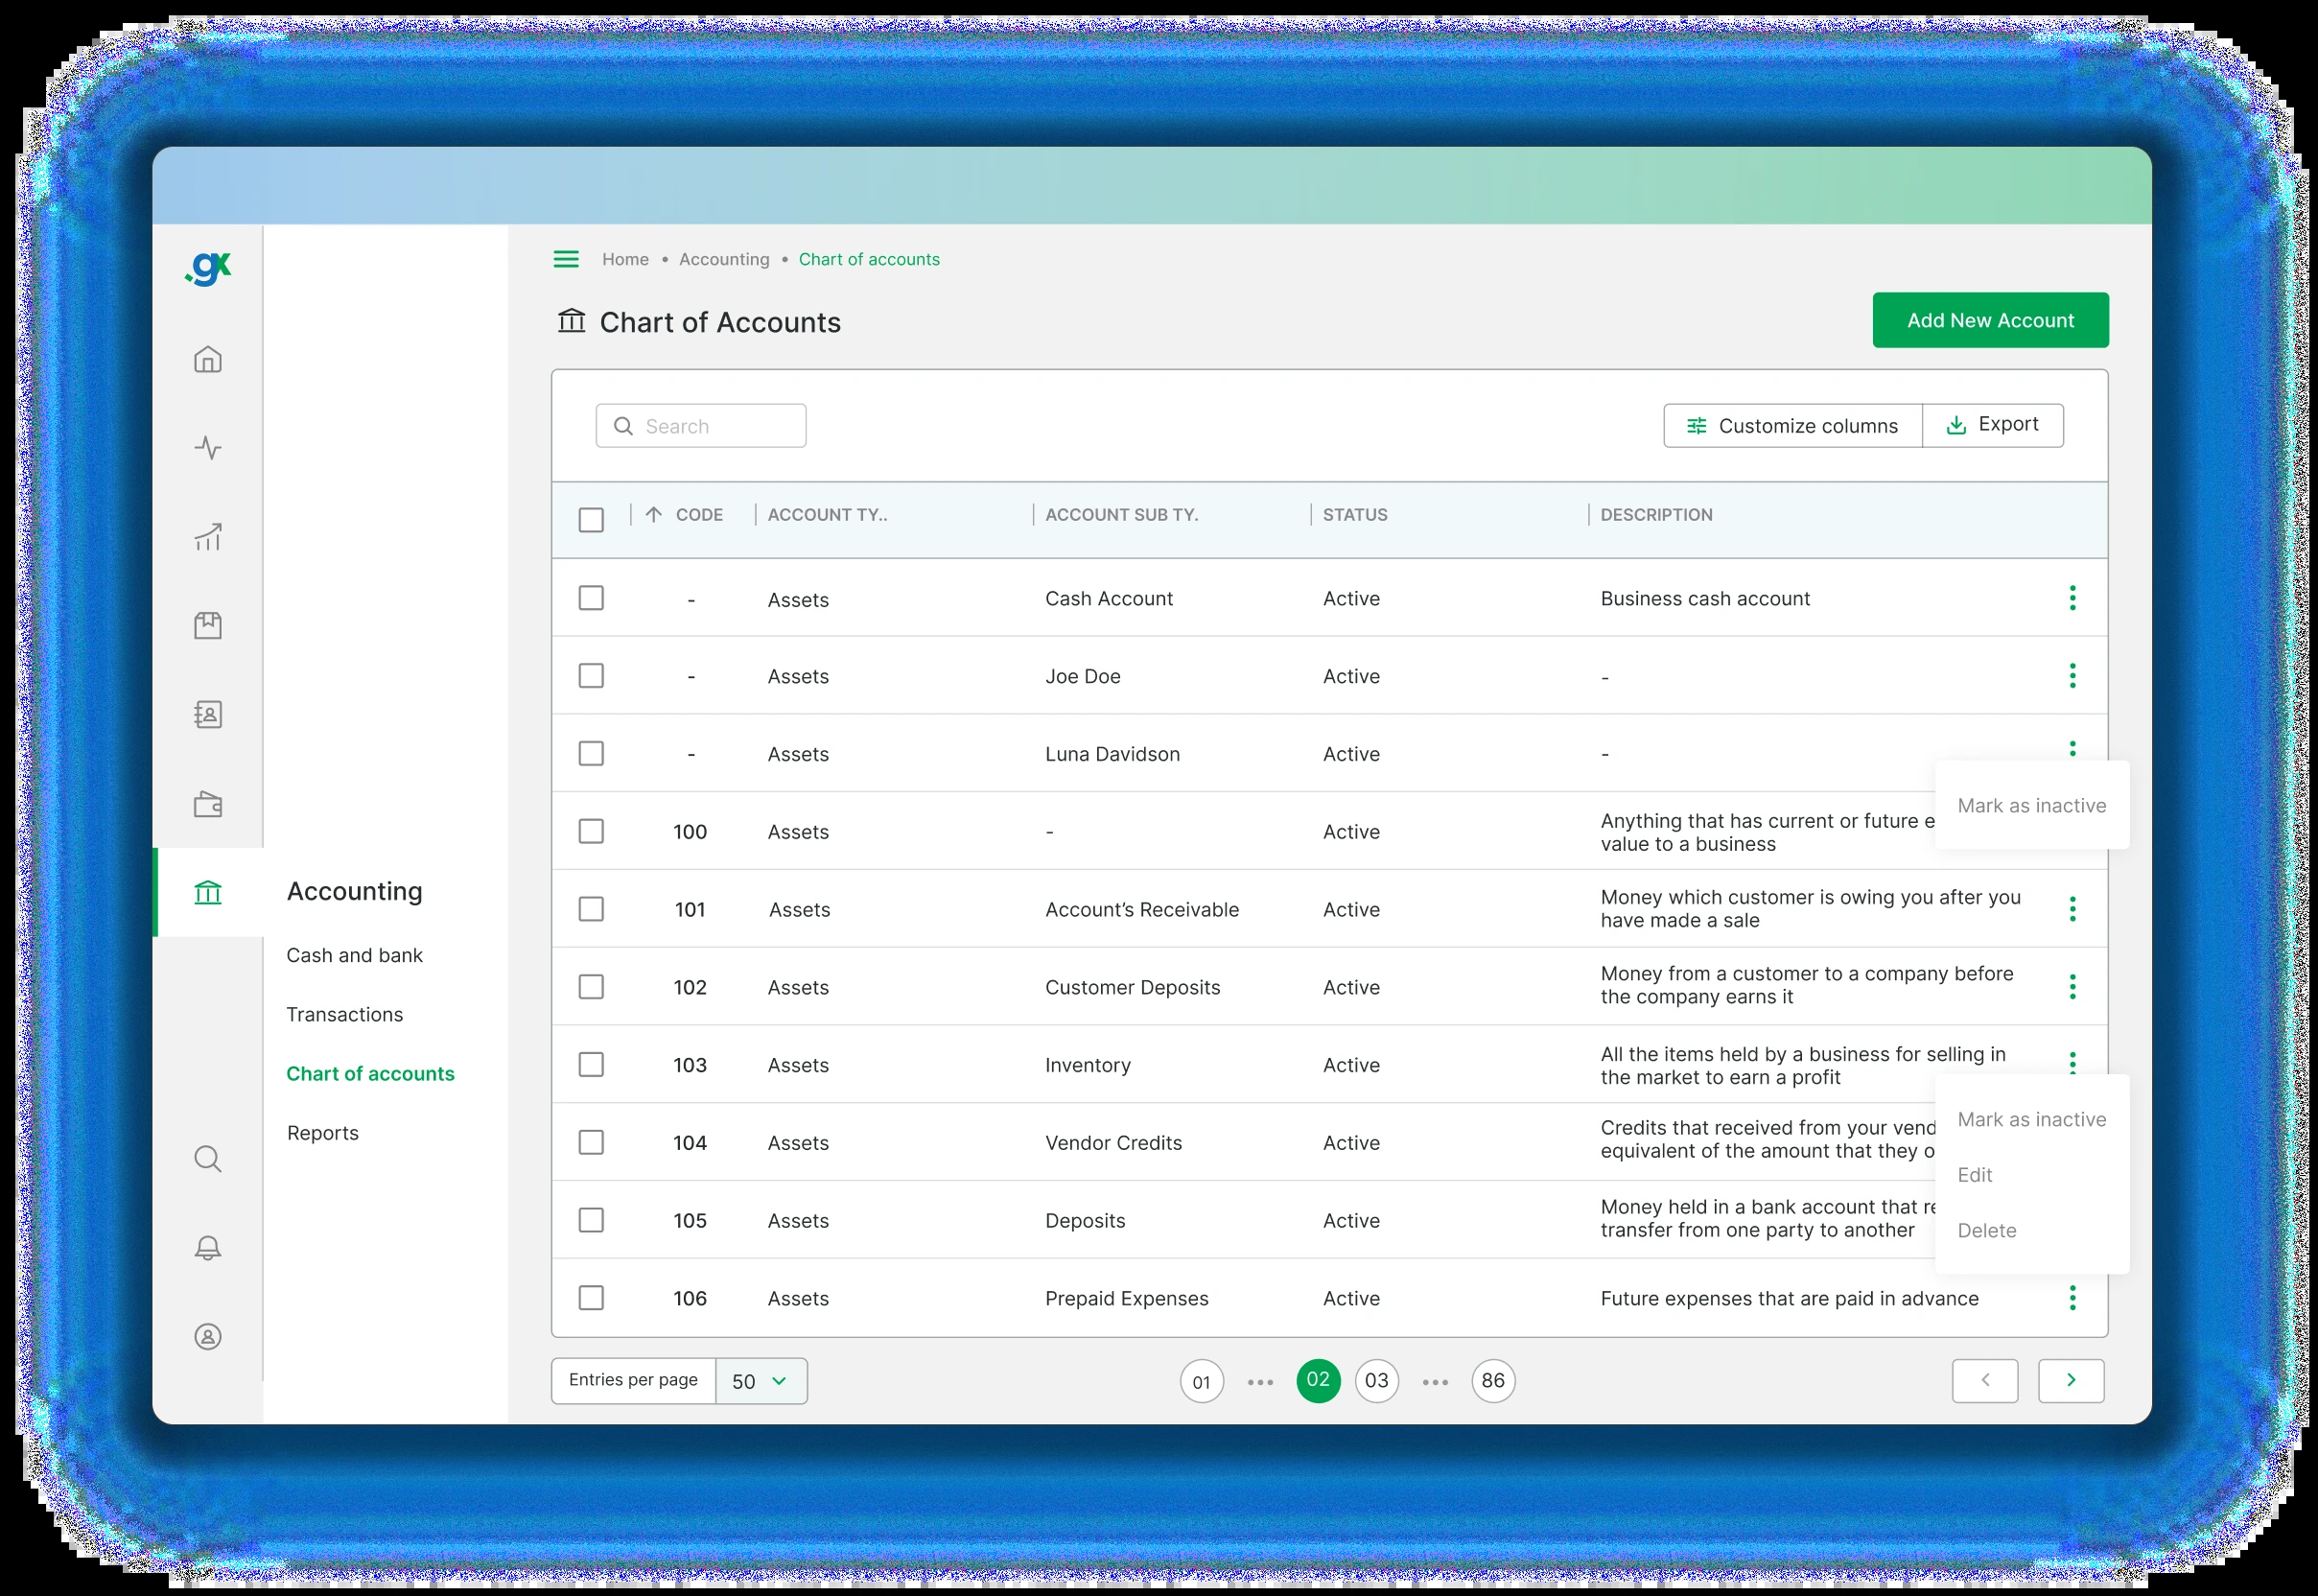 .gx
Home • Accounting • Chart of accounts
Chart of Accounts
Add New Account
Search
Customize columns
Export
CODE ACCOUNT TY.. ACCOUNT SUB TY. STATUS DESCRIPTION
- Assets Cash Account Active Business cash account
- Assets Joe Doe Active -
- Assets Luna Davidson Active -
Mark as inactive
100 Assets - Active Anything that has current or future e
value to a business
101 Assets Account’s Receivable Active Money which customer is owing you after you
have made a sale
102 Assets Customer Deposits Active Money from a customer to a company before
the company earns it
103 Assets Inventory Active All the items held by a business for selling in
the market to earn a profit
Mark as inactive
Edit
Delete
104 Assets Vendor Credits Active Credits that received from your vend
equivalent of the amount that they o
105 Assets Deposits Active Money held in a bank account that re
transfer from one party to another
106 Assets Prepaid Expenses Active Future expenses that are paid in advance
Accounting
Cash and bank
Transactions
Chart of accounts
Reports
Entries per page 50
01 ••• 02 03 ••• 86